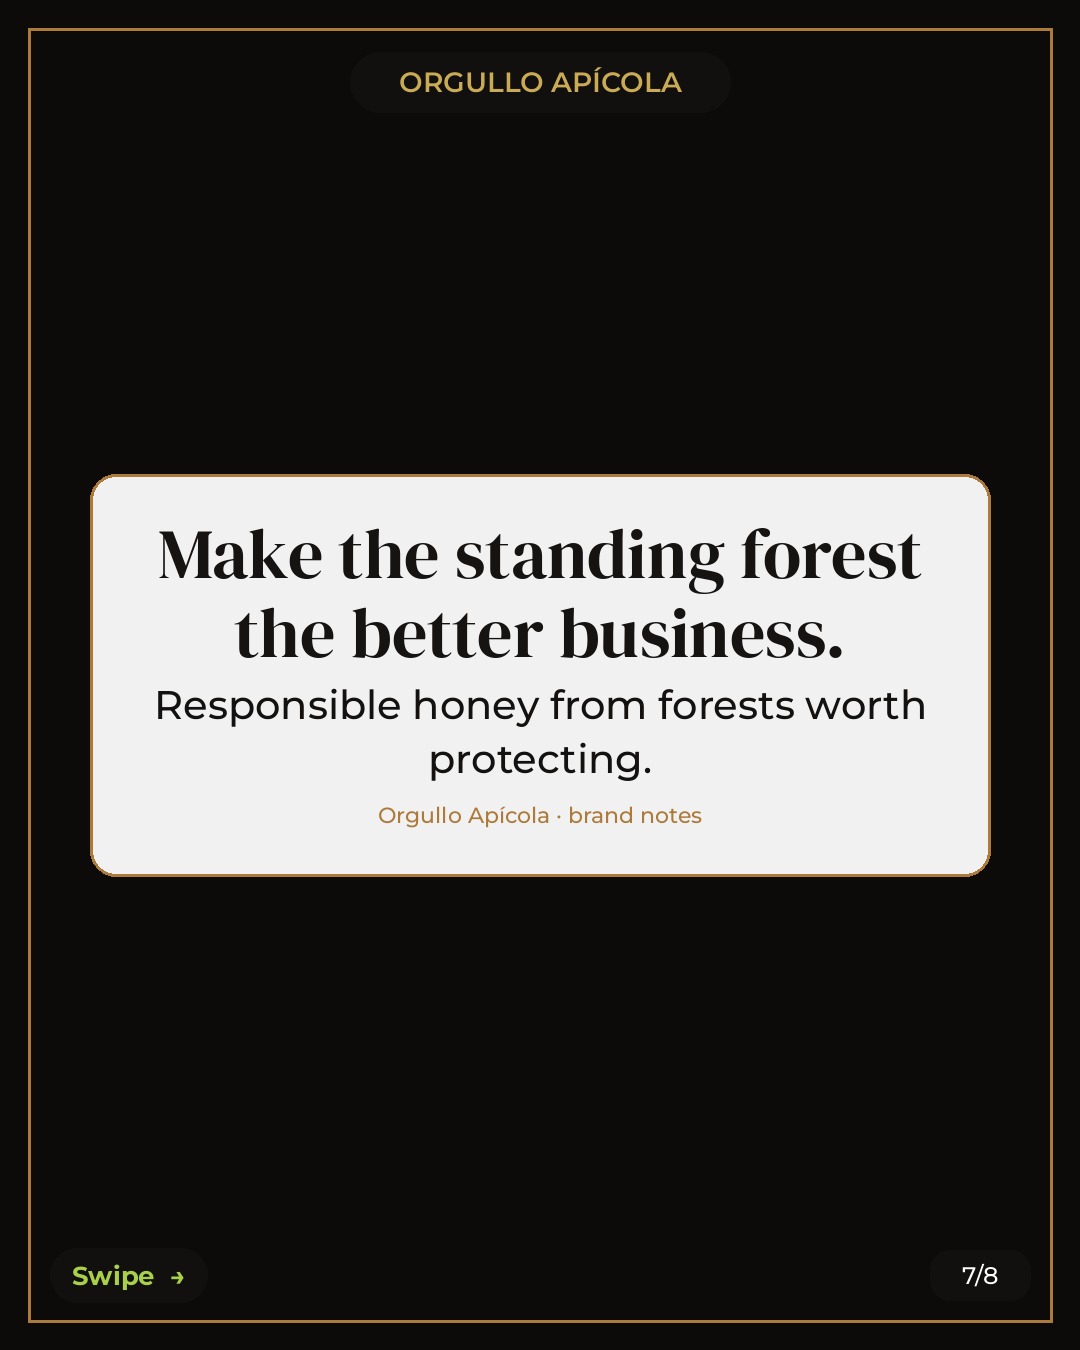 ORGULLO APÍCOLA
Make the standing forest
the better business.
Responsible honey from forests worth
protecting.
Orgullo Apícola · brand notes
Swipe →
7/8